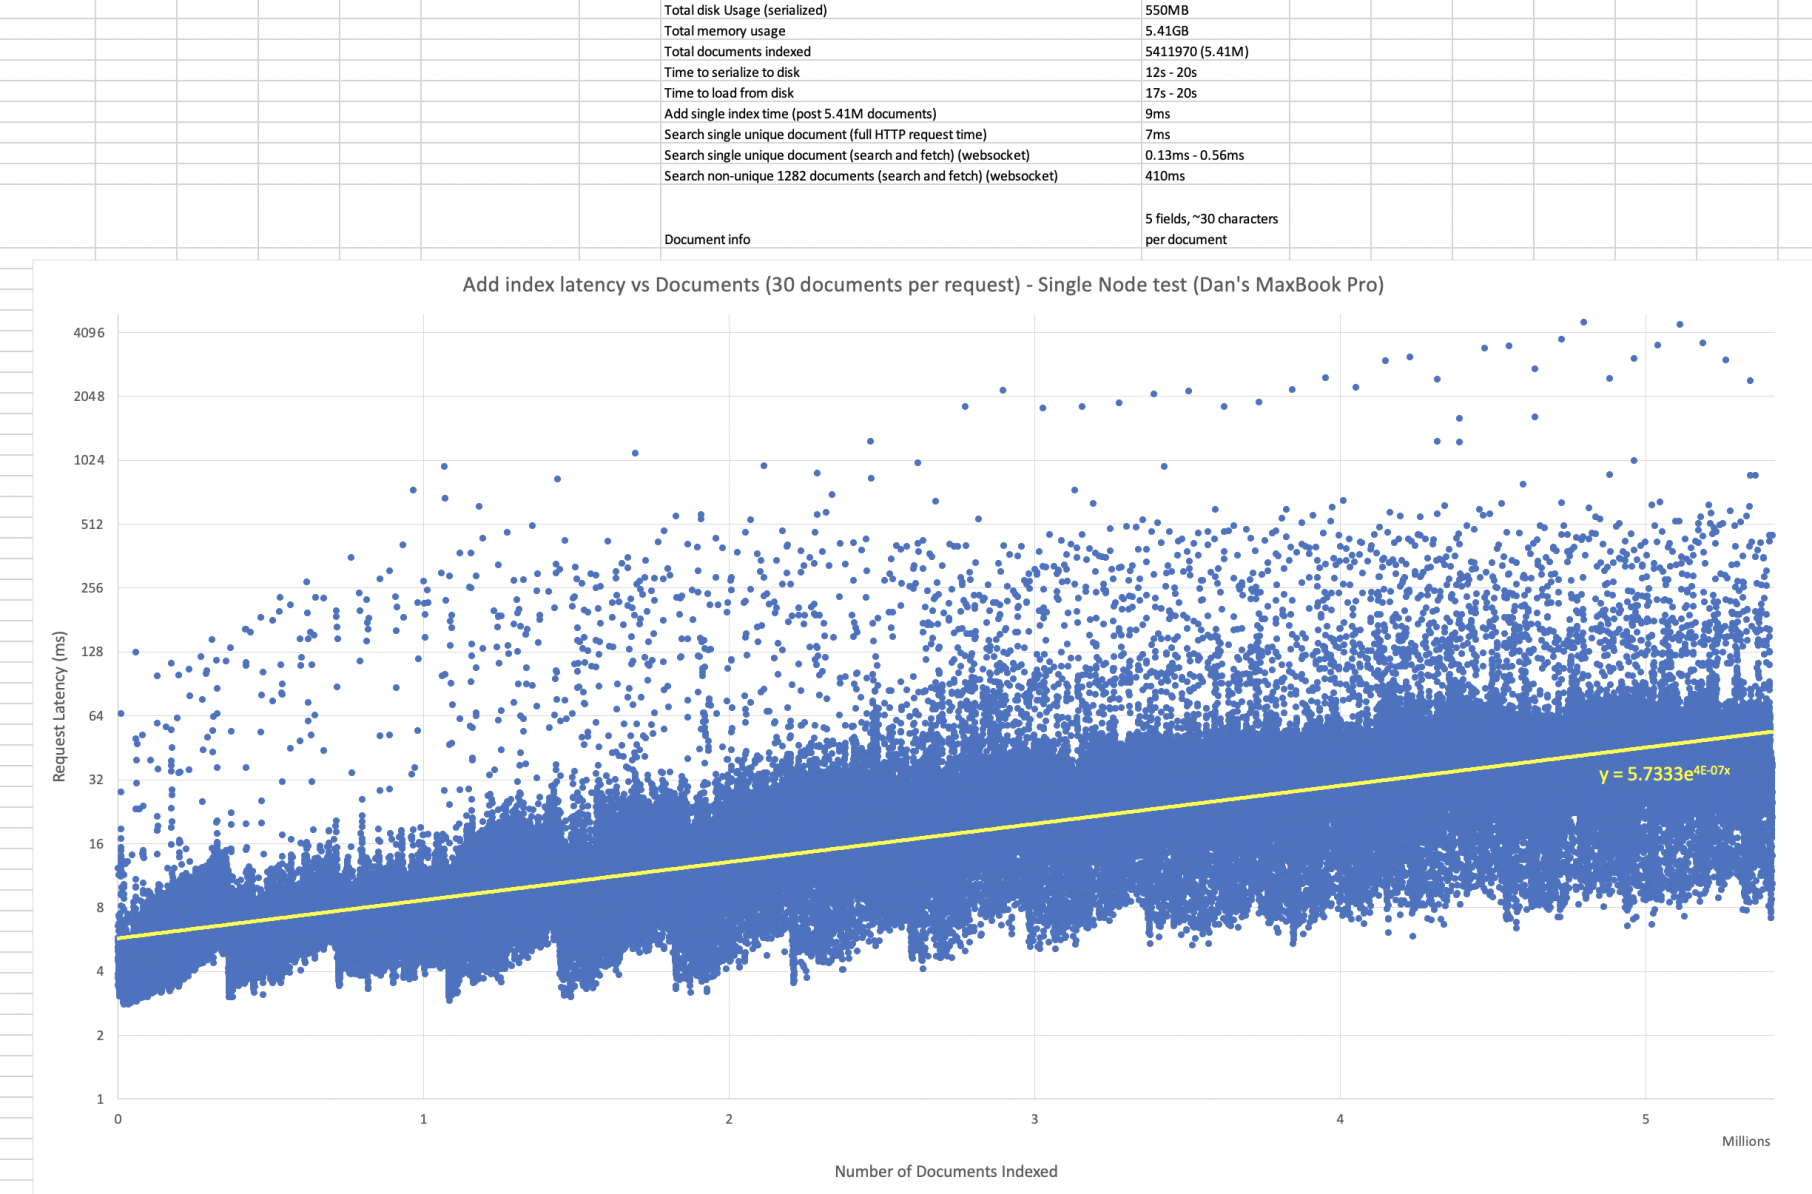 Total disk Usage (serialized) 550MB
Total memory usage 5.41GB
Total documents indexed 5411970 (5.41M)
Time to serialize to disk 12s - 20s
Time to load from disk 17s - 20s
Add single index time (post 5.41M documents) 9ms
Search single unique document (full HTTP request time) 7ms
Search single unique document (search and fetch) (websocket) 0.13ms - 0.56ms
Search non-unique 1282 documents (search and fetch) (websocket) 410ms
5 fields, ~30 characters
Document info per document
Add index latency vs Documents (30 documents per request) - Single Node test (Dan's MaxBook Pro)
4096
2048
1024
512
256
128
64
32
16
8
4
2
1
Request Latency (ms)
y = 5.7333e^4E-07x
0 1 2 3 4 5
Millions
Number of Documents Indexed